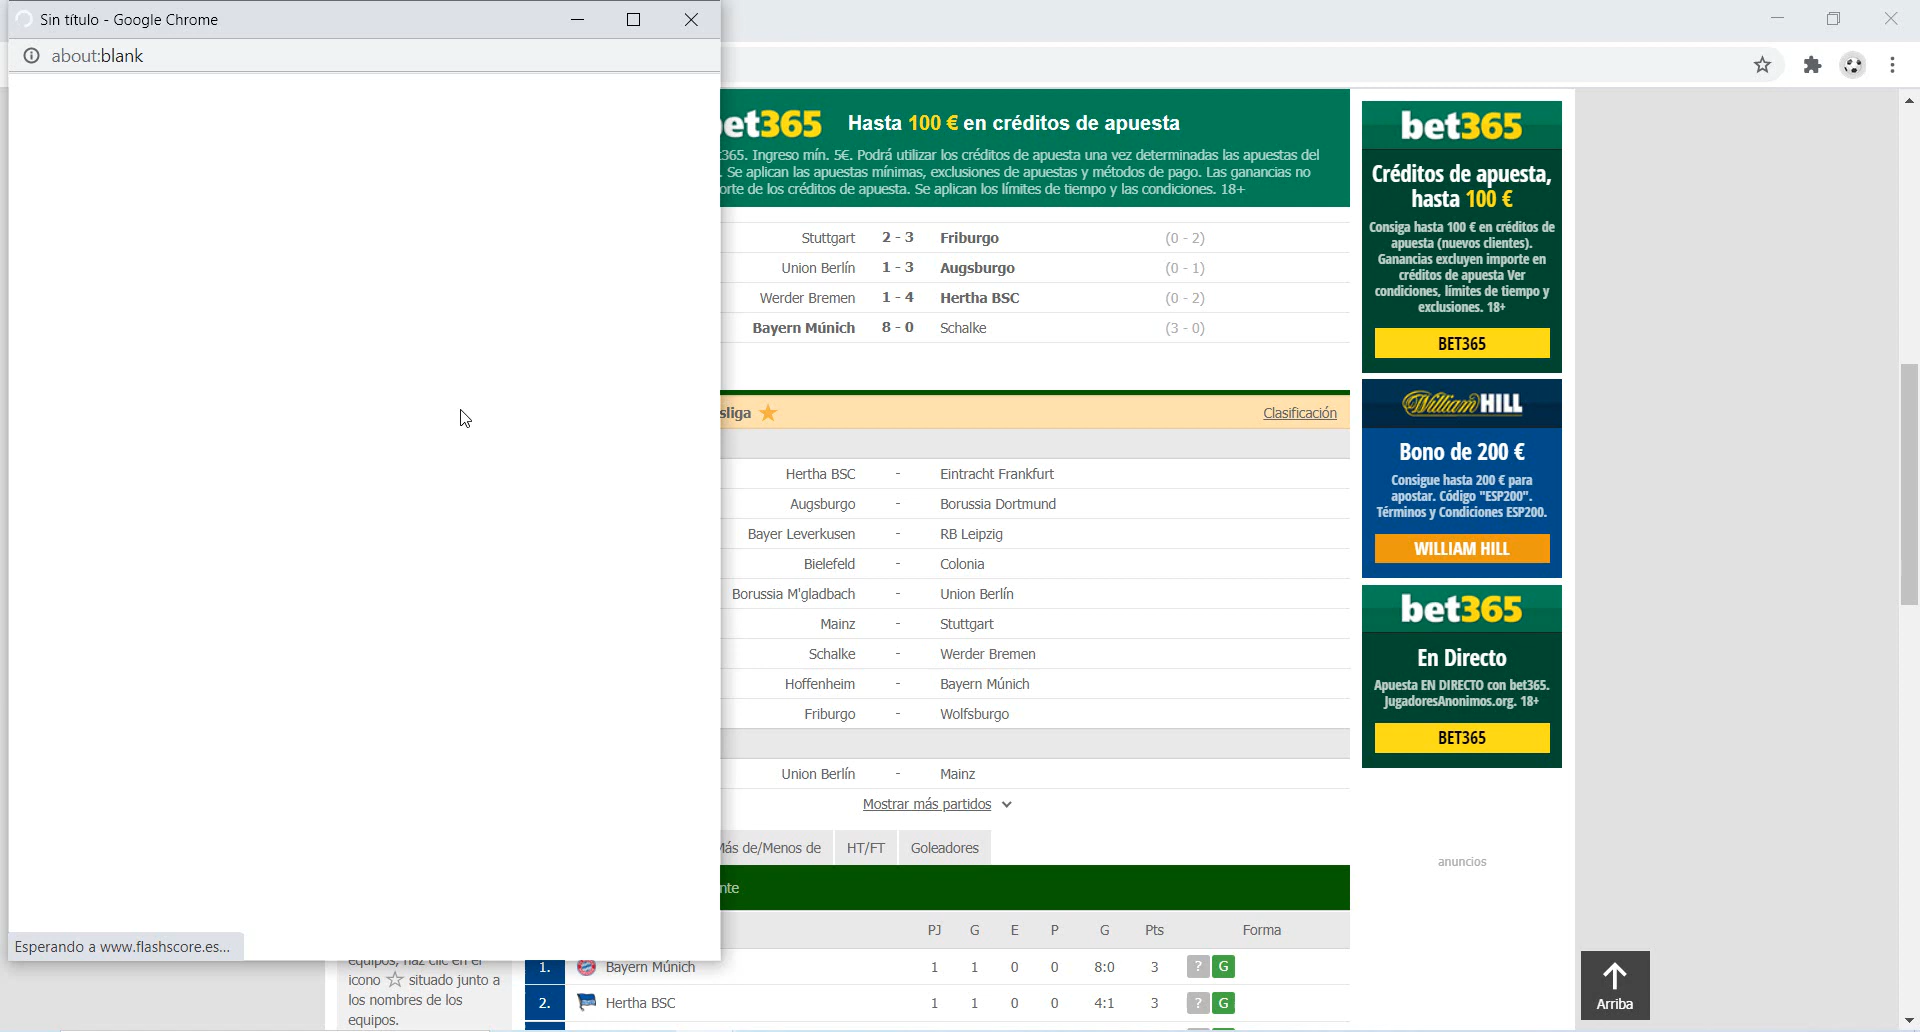 Sin título - Google Chrome
about:blank
Esperando a www.flashscore.es...
bet365 Hasta 100 € en créditos de apuesta
:365. Ingreso mín. 5€. Podrá utilizar los créditos de apuesta una vez determinadas las apuestas del
. Se aplican las apuestas mínimas, exclusiones de apuestas y métodos de pago. Las ganancias no
orte de los créditos de apuesta. Se aplican los límites de tiempo y las condiciones. 18+
Stuttgart 2 - 3 Friburgo (0 - 2)
Union Berlín 1 - 3 Augsburgo (0 - 1)
Werder Bremen 1 - 4 Hertha BSC (0 - 2)
Bayern Múnich 8 - 0 Schalke (3 - 0)
sliga Clasificación
Hertha BSC - Eintracht Frankfurt
Augsburgo - Borussia Dortmund
Bayer Leverkusen - RB Leipzig
Bielefeld - Colonia
Borussia M'gladbach - Union Berlín
Mainz - Stuttgart
Schalke - Werder Bremen
Hoffenheim - Bayern Múnich
Friburgo - Wolfsburgo
Union Berlín - Mainz
Mostrar más partidos
Más de/Menos de HT/FT Goleadores
nte
PJ G E P G Pts Forma
1. Bayern Múnich 1 1 0 0 8:0 3 ? G
2. Hertha BSC 1 1 0 0 4:1 3 ? G
equipos, haz clic en el
icono ☆ situado junto a
los nombres de los
equipos.
bet365
Créditos de apuesta,
hasta 100 €
Consiga hasta 100 € en créditos de
apuesta (nuevos clientes).
Ganancias excluyen importe en
créditos de apuesta Ver
condiciones, límites de tiempo y
exclusiones. 18+
BET365
William HILL
Bono de 200 €
Consigue hasta 200 € para
apostar. Código "ESP200".
Términos y Condiciones ESP200.
WILLIAM HILL
bet365
En Directo
Apuesta EN DIRECTO con bet365.
JugadoresAnonimos.org. 18+
BET365
anuncios
Arriba